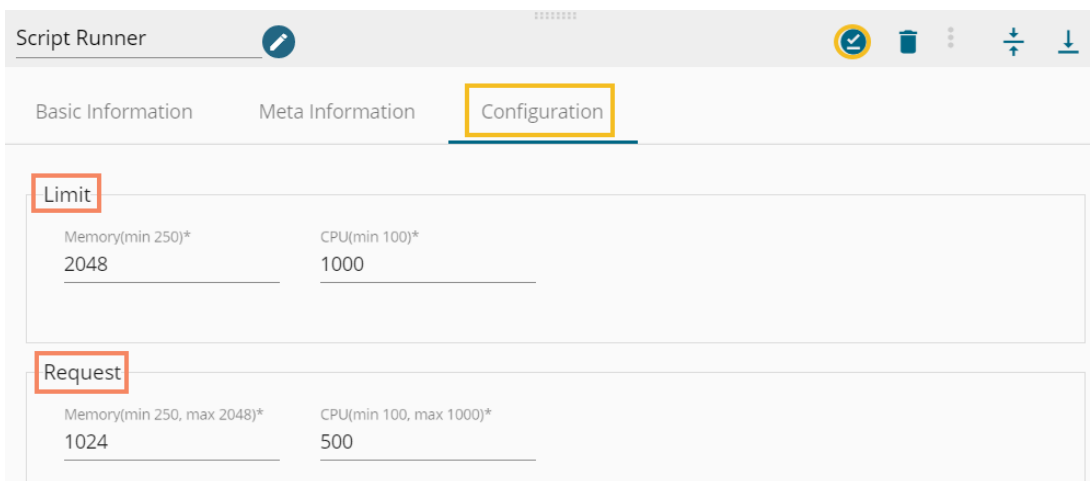 Script Runner
Basic Information Meta Information Configuration
Limit
Memory(min 250)* CPU(min 100)*
2048 1000
Request
Memory(min 250, max 2048)* CPU(min 100, max 1000)*
1024 500